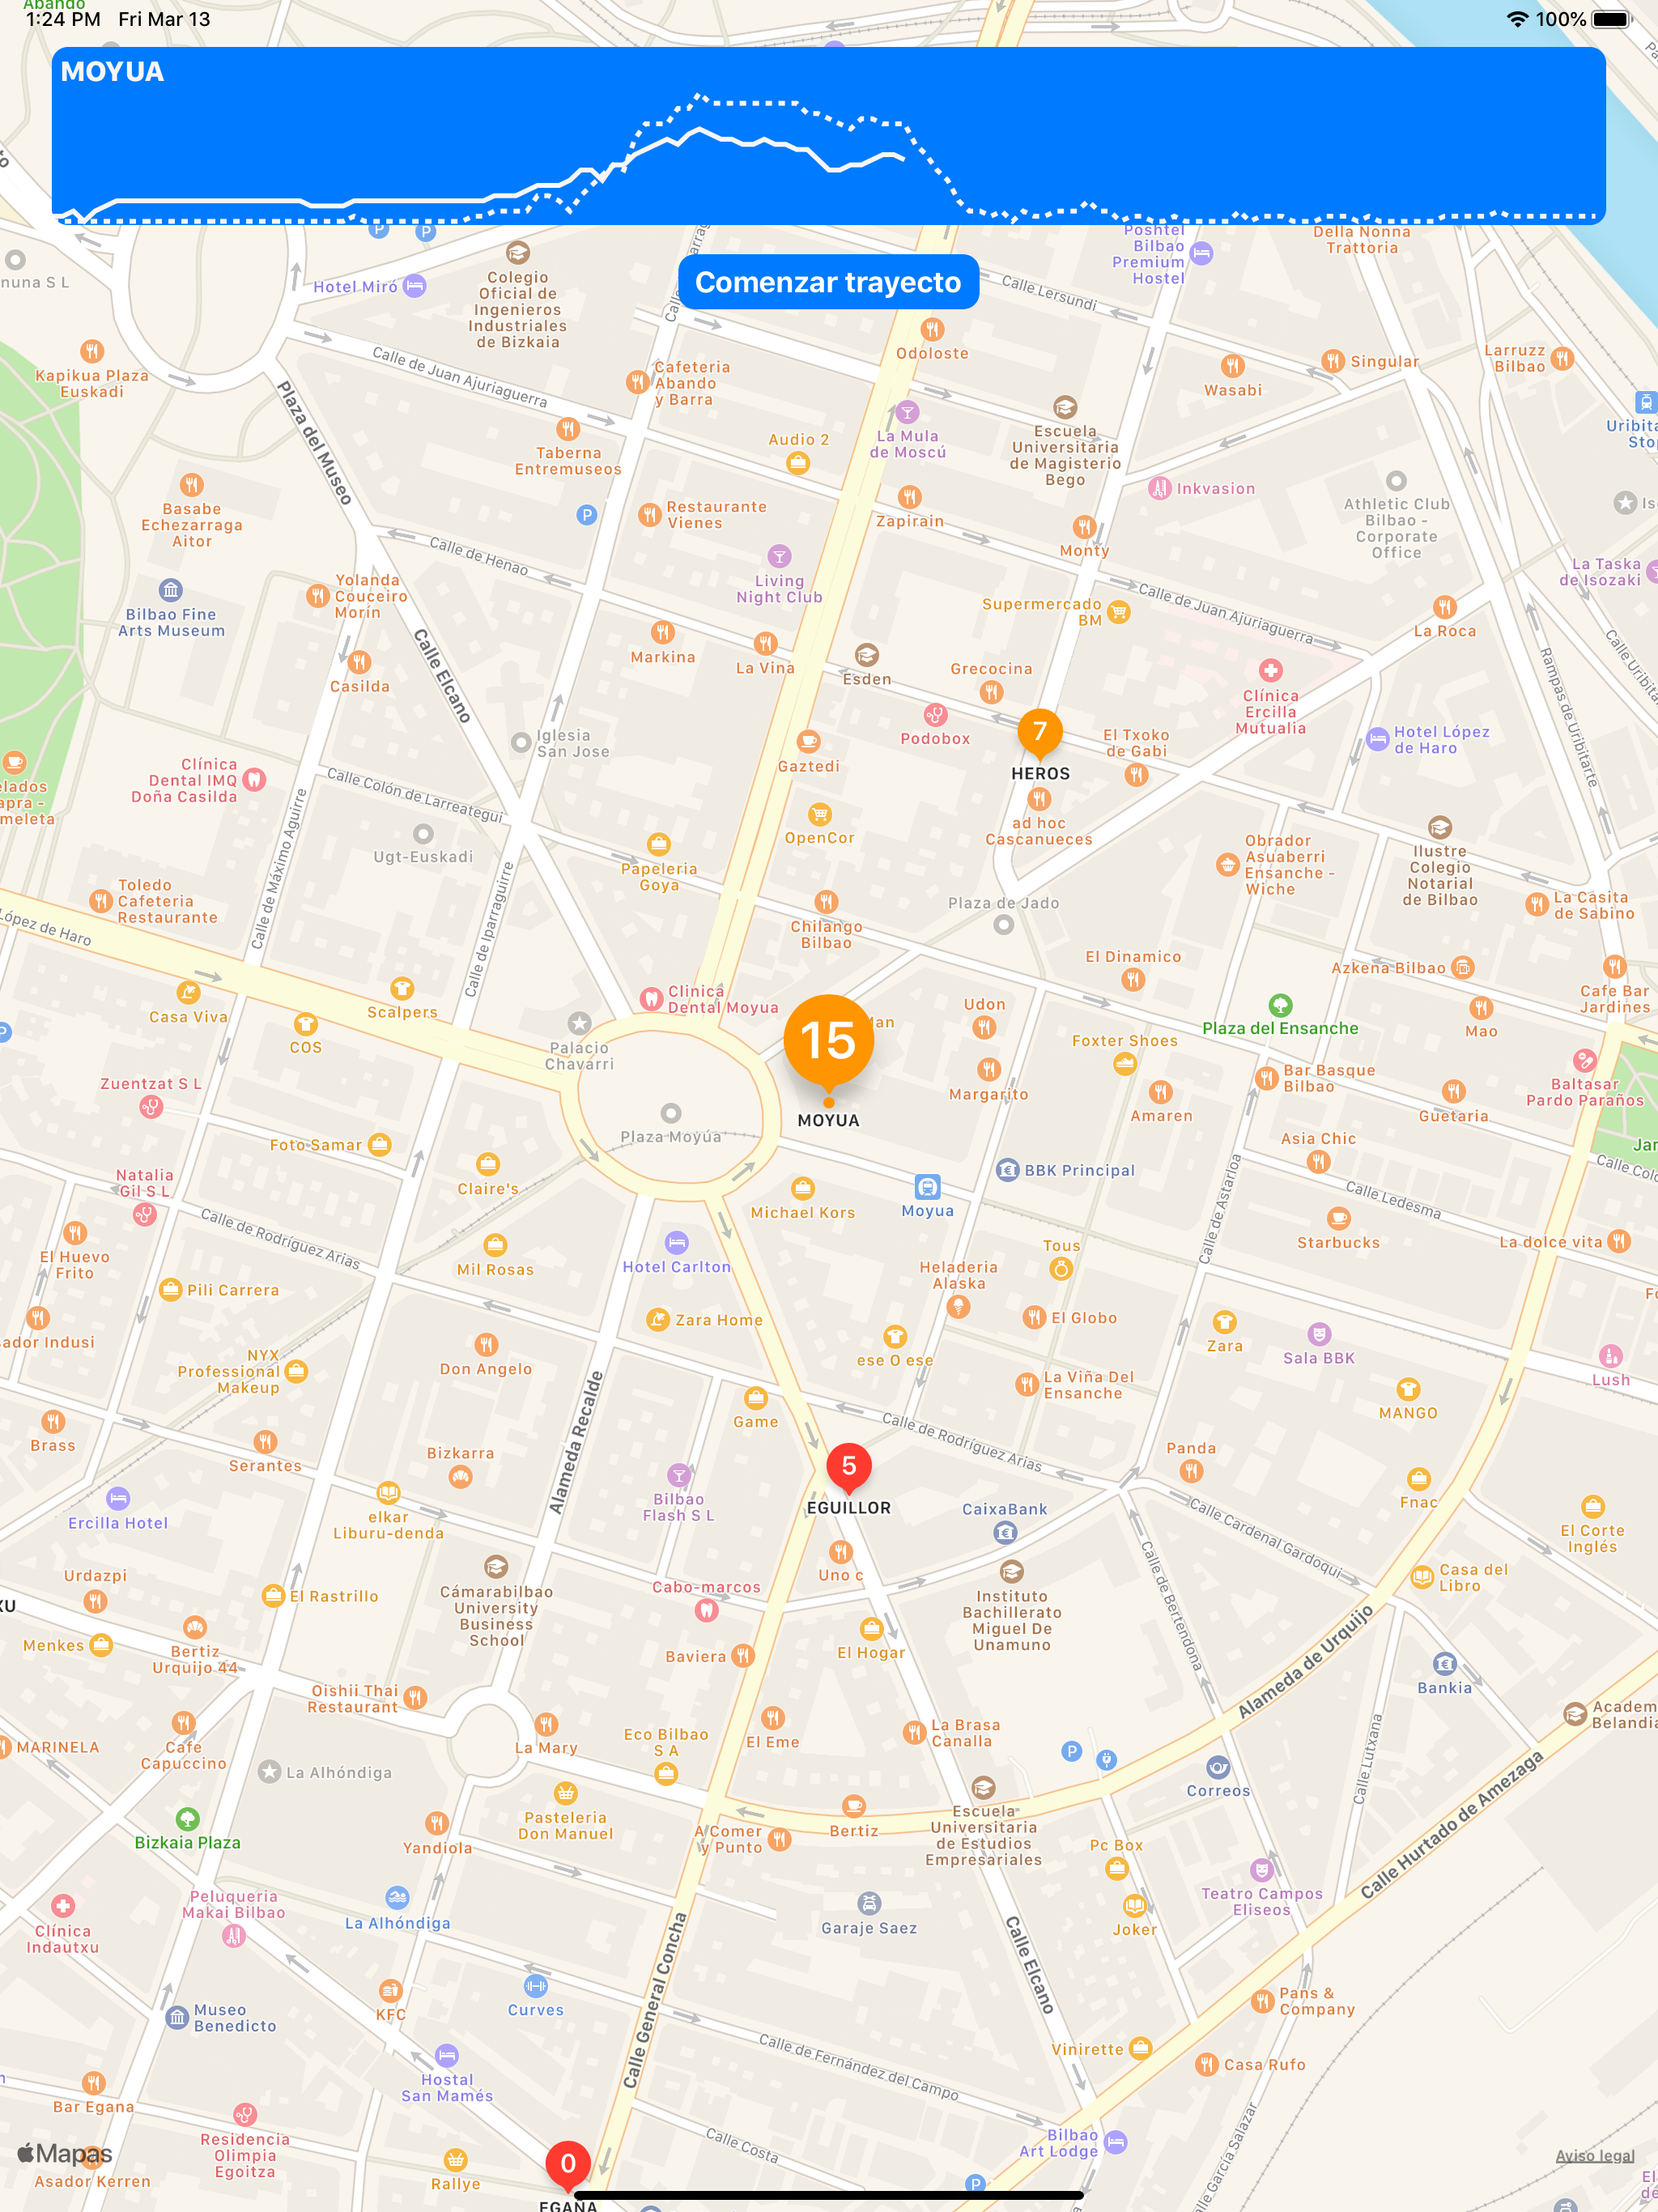 Abando
1:24 PM Fri Mar 13
100%
MOYUA
Comenzar trayecto
Poshtel
Bilbao
Premium
Hostel
Della Nonna
Trattoria
Hotel Miró
Colegio
Oficial de
Ingenieros
Industriales
de Bizkaia
Calle Lersundi
Odoloste
Kapikua Plaza
Euskadi
Calle de Juan Ajuriaguerra
Cafeteria
Abando
y Barra
Wasabi
Singular
Larruzz
Bilbao
Plaza del Museo
Taberna
Entremuseos
Audio 2
La Mula
de Moscú
Escuela
Universitaria
de Magisterio
Bego
Inkvasion
Athletic Club
Bilbao -
Corporate
Office
Basabe
Echezarraga
Aitor
P
Restaurante
Vienes
Zapirain
Monty
Calle de Henao
Living
Night Club
La Taska
de Isozaki
Bilbao Fine
Arts Museum
Yolanda
Couceiro
Morín
Supermercado
BM
Calle de Juan Ajuriaguerra
La Roca
Casilda
Calle Elcano
Markina
La Vina
Esden
Grecocina
Clínica
Ercilla
Mutualia
Rampas de Uribitarte
Podobox
7
HEROS
El Txoko
de Gabi
Hotel López
de Haro
Iglesia
San Jose
Gaztedi
Clínica
Dental IMQ
Doña Casilda
Calle Colón de Larreategui
ad hoc
Cascanueces
OpenCor
Ugt-Euskadi
Papeleria
Goya
Calle de Máximo Aguirre
Calle de Iparraguirre
Obrador
Asuaberri
Ensanche -
Wiche
Ilustre
Colegio
Notarial
de Bilbao
Toledo
Cafeteria
Restaurante
López de Haro
Chilango
Bilbao
Plaza de Jado
La Casita
de Sabino
El Dinamico
Azkena Bilbao
Casa Viva
Scalpers
COS
Clinica
Dental Moyua
Udon
Cafe Bar
Jardines
Plaza del Ensanche
Mao
Palacio
Chavarri
15
MOYUA
Foxter Shoes
Margarito
Bar Basque
Bilbao
Amaren
Guetaria
Baltasar
Pardo Paraños
Zuentzat S L
Plaza Moyúa
Asia Chic
Foto Samar
Claire's
BBK Principal
Calle Ledesma
Natalia
Gil S L
Michael Kors
Moyua
Calle de Astarloa
Starbucks
Calle de Rodríguez Arias
El Huevo
Frito
Mil Rosas
Hotel Carlton
Tous
La dolce vita
Pili Carrera
Heladeria
Alaska
Zara Home
El Globo
Zara
Sala BBK
ese O ese
NYX
Professional
Makeup
Don Angelo
La Viña Del
Ensanche
Lush
Game
MANGO
Brass
Serantes
Bizkarra
Alameda Recalde
Calle de Rodríguez Arias
Panda
5
EGUILLOR
Fnac
Ercilla Hotel
elkar
Liburu-denda
Bilbao
Flash S L
CaixaBank
Calle Cardenal Gardoqui
El Corte
Inglés
Urdazpi
El Rastrillo
Cámarabilbao
University
Business
School
Cabo-marcos
Uno c
Instituto
Bachillerato
Miguel De
Unamuno
Calle de Bertendona
Casa del
Libro
Menkes
Bertiz
Urquijo 44
Baviera
El Hogar
Alameda de Urquijo
Bankia
Oishii Thai
Restaurant
MARINELA
Cafe
Capuccino
La Mary
Eco Bilbao
S A
El Eme
La Brasa
Canalla
P
Calle Lutxana
La Alhóndiga
Correos
Calle Hurtado de Amezaga
Bizkaia Plaza
Yandiola
Pasteleria
Don Manuel
A Comer
y Punto
Bertiz
Escuela
Universitaria
de Estudios
Empresariales
Pc Box
Peluqueria
Makai Bilbao
Clínica
Indautxu
La Alhóndiga
Garaje Saez
Joker
Teatro Campos
Eliseos
Calle General Concha
Calle Elcano
Museo
Benedicto
KFC
Curves
Pans &
Company
Calle de Fernández del Campo
Vinirette
Casa Rufo
Hostal
San Mamés
Bar Egana
Residencia
Olimpia
Egoitza
Calle Costa
Bilbao
Art Lodge
Mapas
Asador Kerren
Rallye
0
EGAÑA
P
Aviso legal